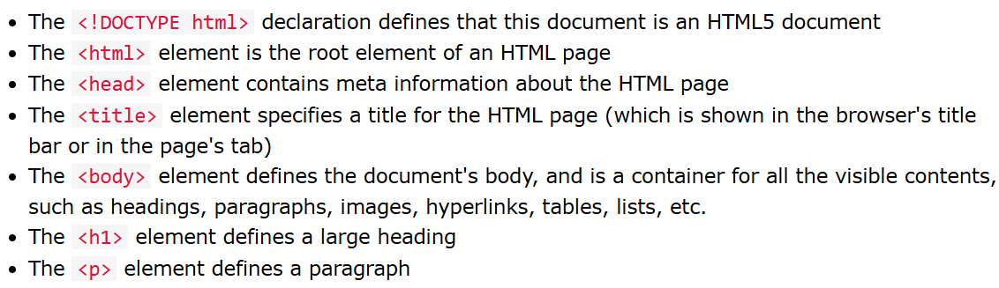 • The <!DOCTYPE html> declaration defines that this document is an HTML5 document
• The <html> element is the root element of an HTML page
• The <head> element contains meta information about the HTML page
• The <title> element specifies a title for the HTML page (which is shown in the browser's title
bar or in the page's tab)
• The <body> element defines the document's body, and is a container for all the visible contents,
such as headings, paragraphs, images, hyperlinks, tables, lists, etc.
• The <h1> element defines a large heading
• The <p> element defines a paragraph